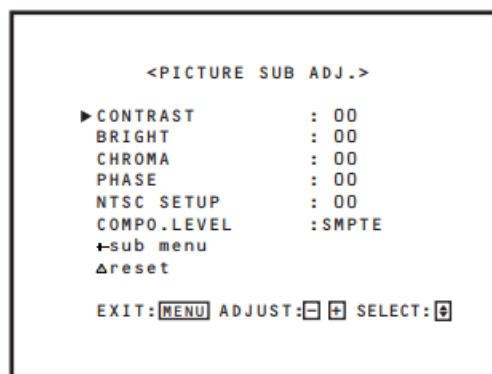 <PICTURE SUB ADJ.>
▶CONTRAST : 00
BRIGHT : 00
CHROMA : 00
PHASE : 00
NTSC SETUP : 00
COMPO.LEVEL :SMPTE
←sub menu
△reset
EXIT:MENU ADJUST:- + SELECT:⬍